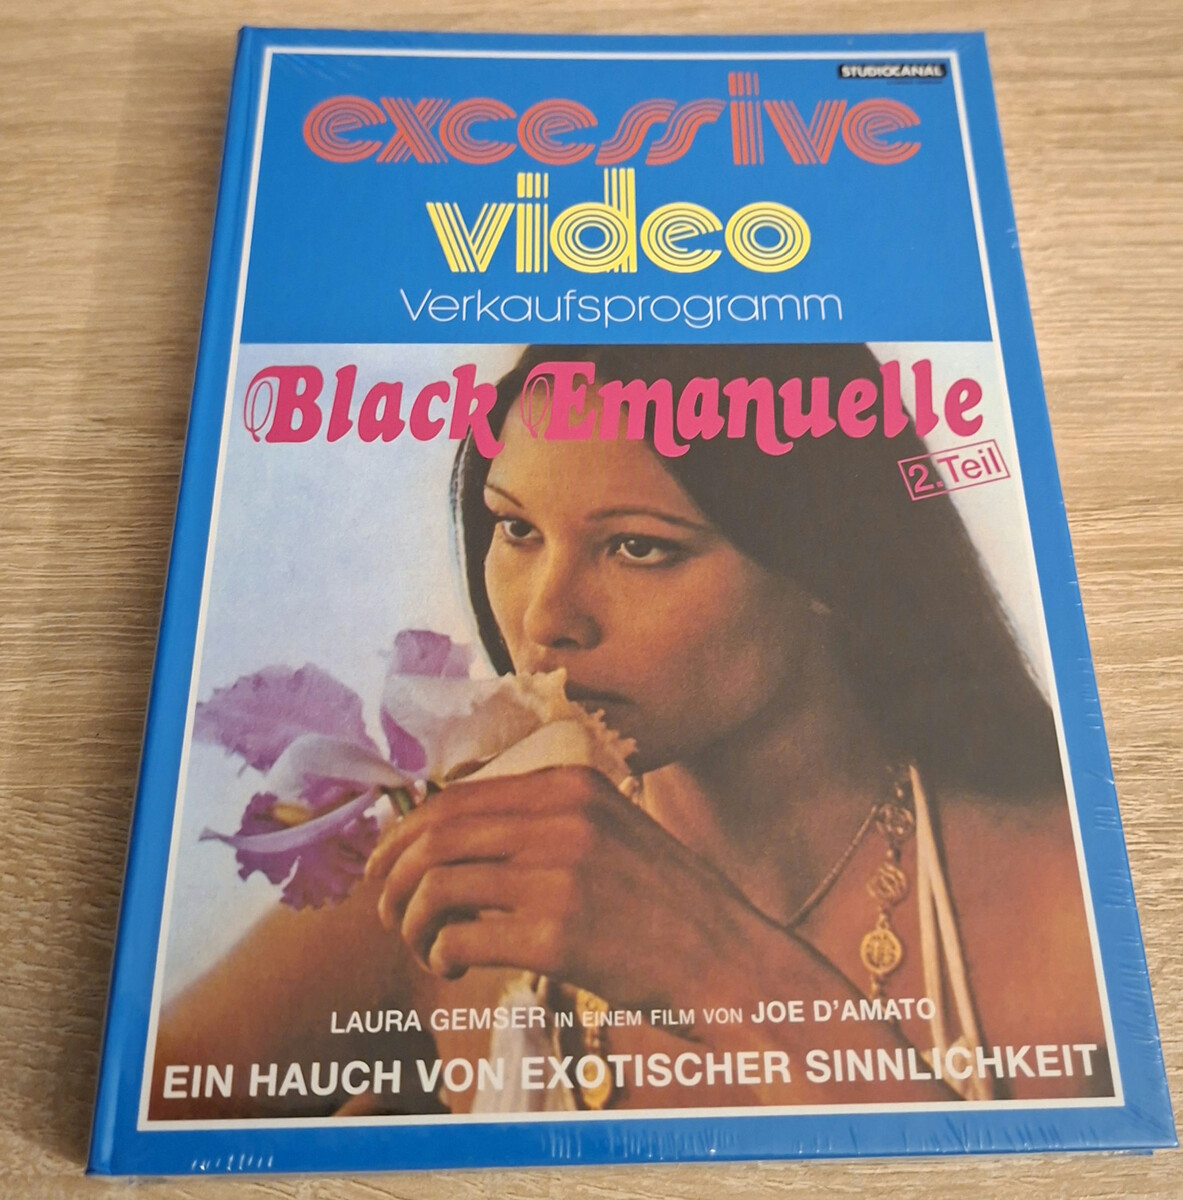 STUDIOCANAL
excessive
video
Verkaufsprogramm
Black Emanuelle
2. Teil
LAURA GEMSER IN EINEM FILM VON JOE D'AMATO
EIN HAUCH VON EXOTISCHER SINNLICHKEIT